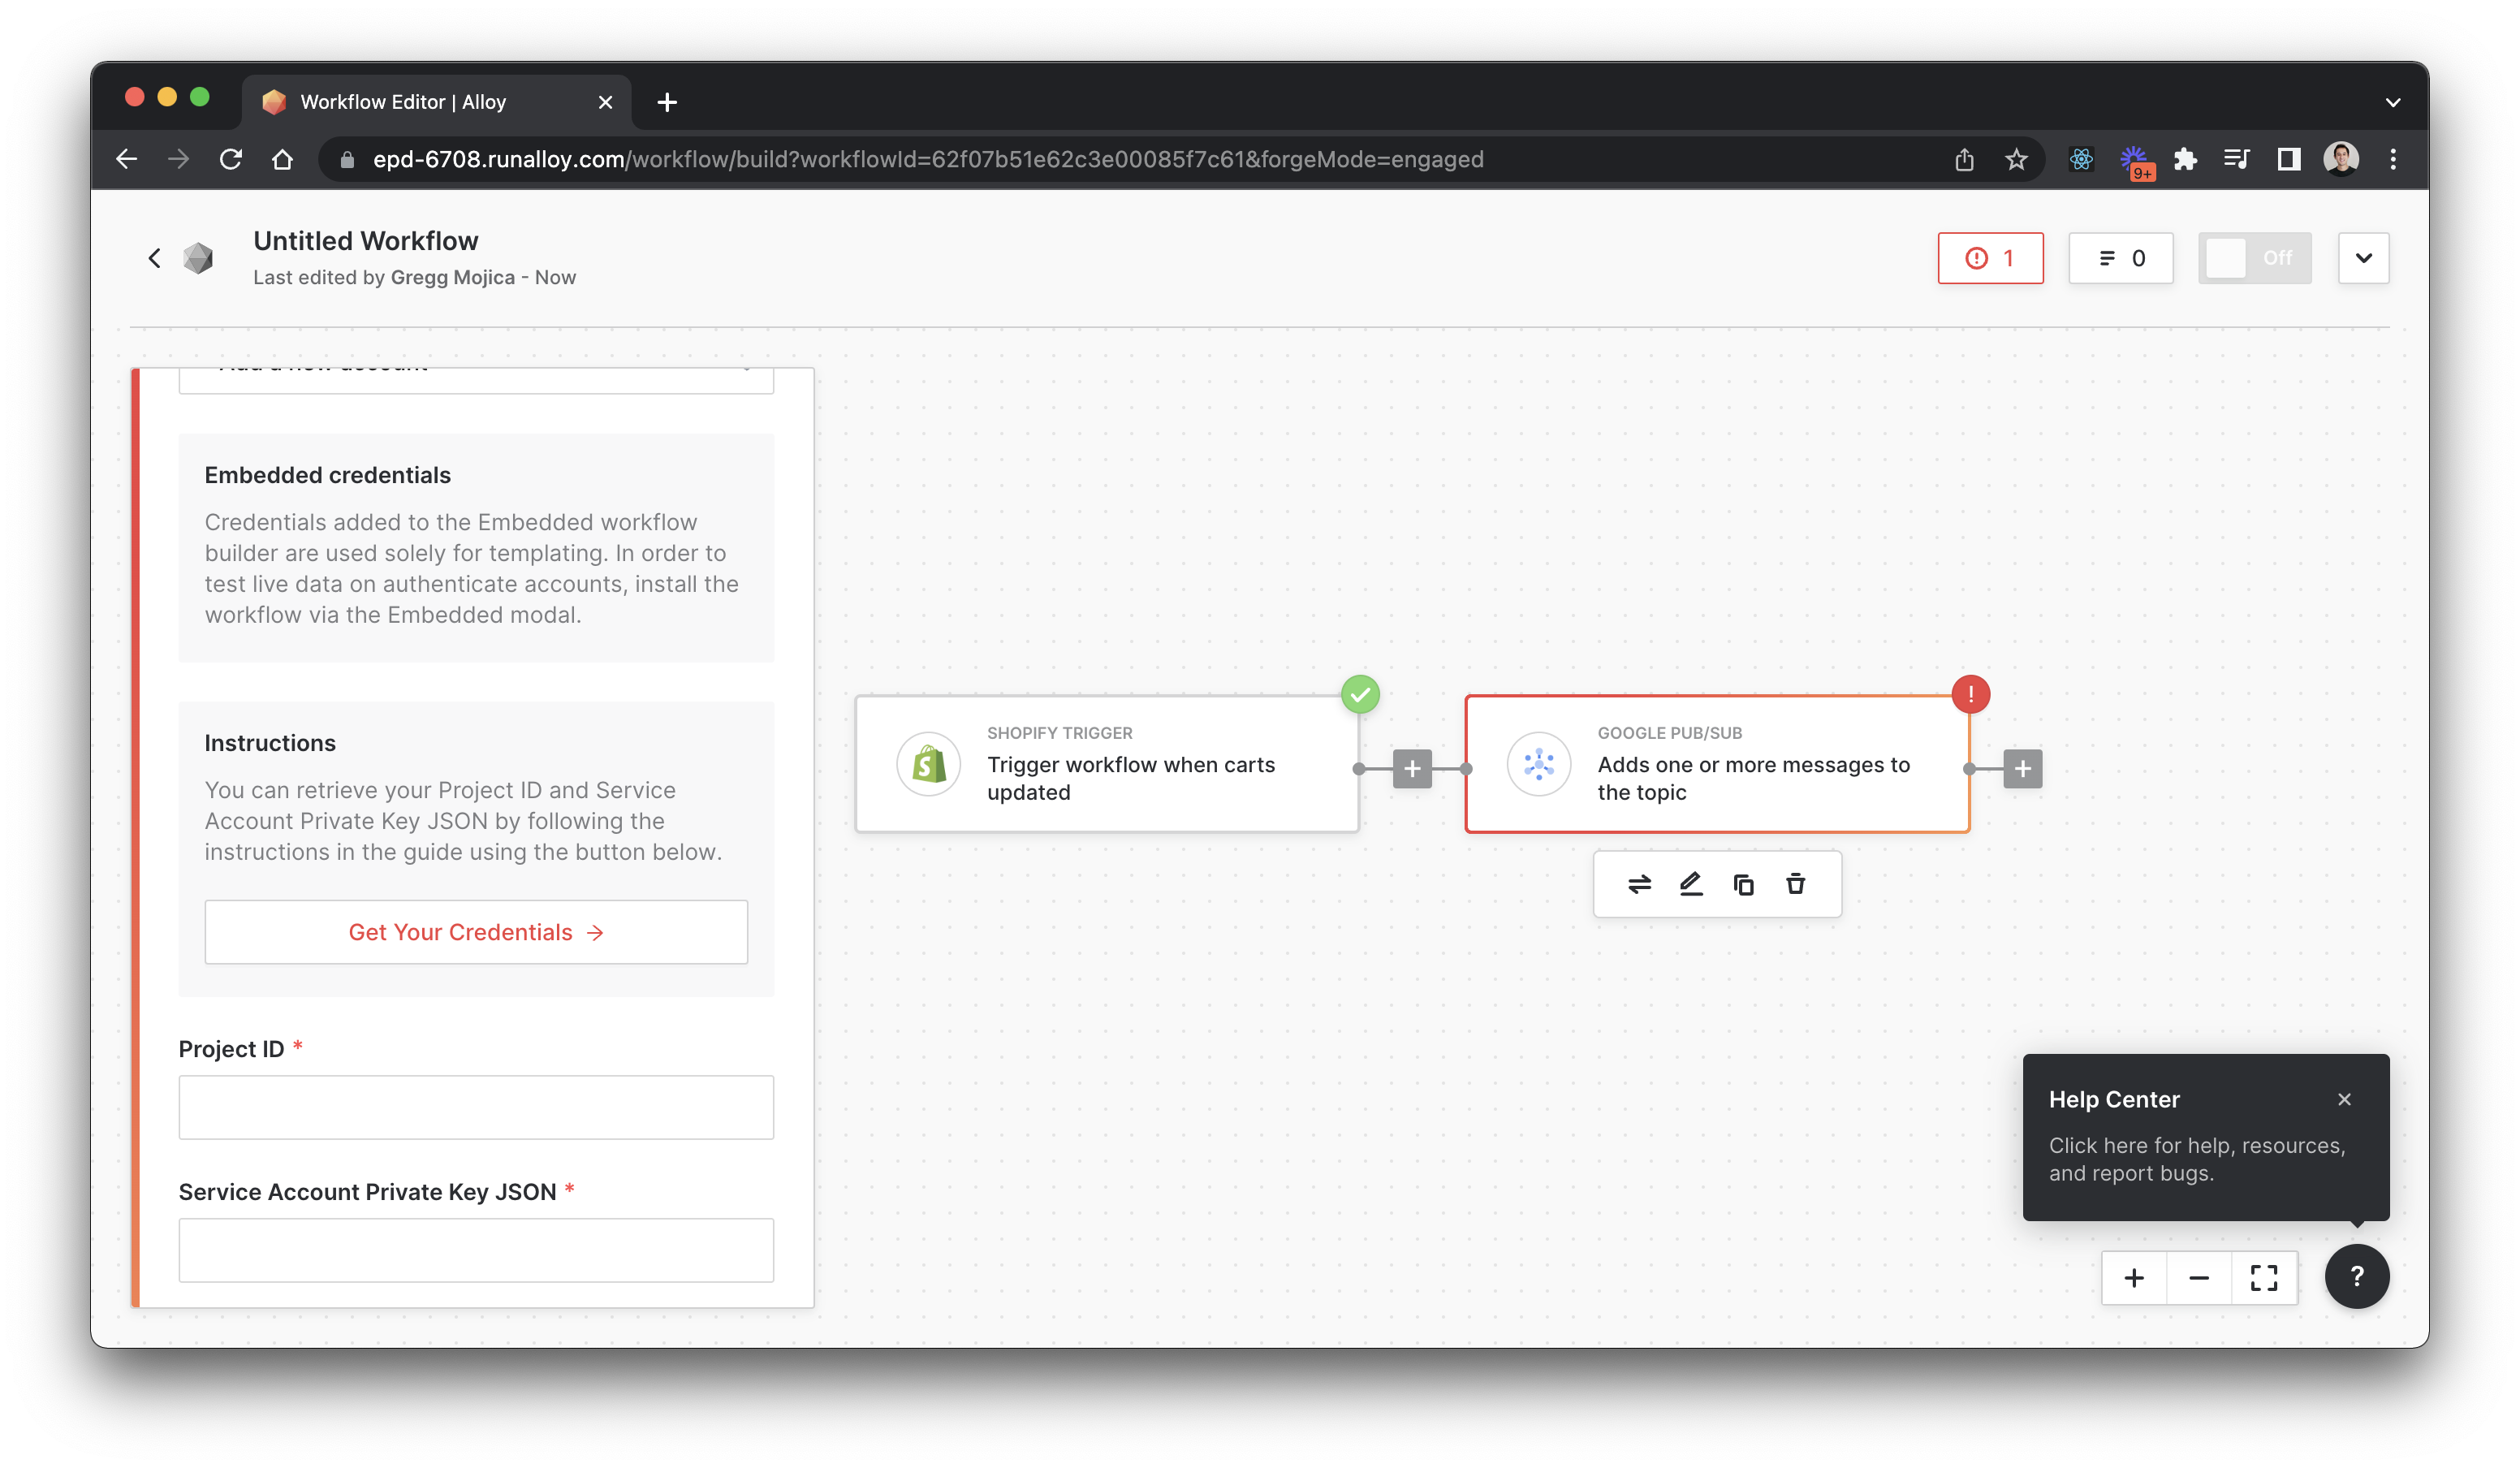 Workflow Editor | Alloy
epd-6708.runalloy.com/workflow/build?workflowId=62f07b51e62c3e00085f7c61&forgeMode=engaged
9+
Untitled Workflow
Last edited by Gregg Mojica - Now
1
0
Off
Add a new account
Embedded credentials
Credentials added to the Embedded workflow
builder are used solely for templating. In order to
test live data on authenticate accounts, install the
workflow via the Embedded modal.
Instructions
You can retrieve your Project ID and Service
Account Private Key JSON by following the
instructions in the guide using the button below.
Get Your Credentials →
Project ID *
Service Account Private Key JSON *
SHOPIFY TRIGGER
Trigger workflow when carts
updated
GOOGLE PUB/SUB
Adds one or more messages to
the topic
Help Center
Click here for help, resources,
and report bugs.
?